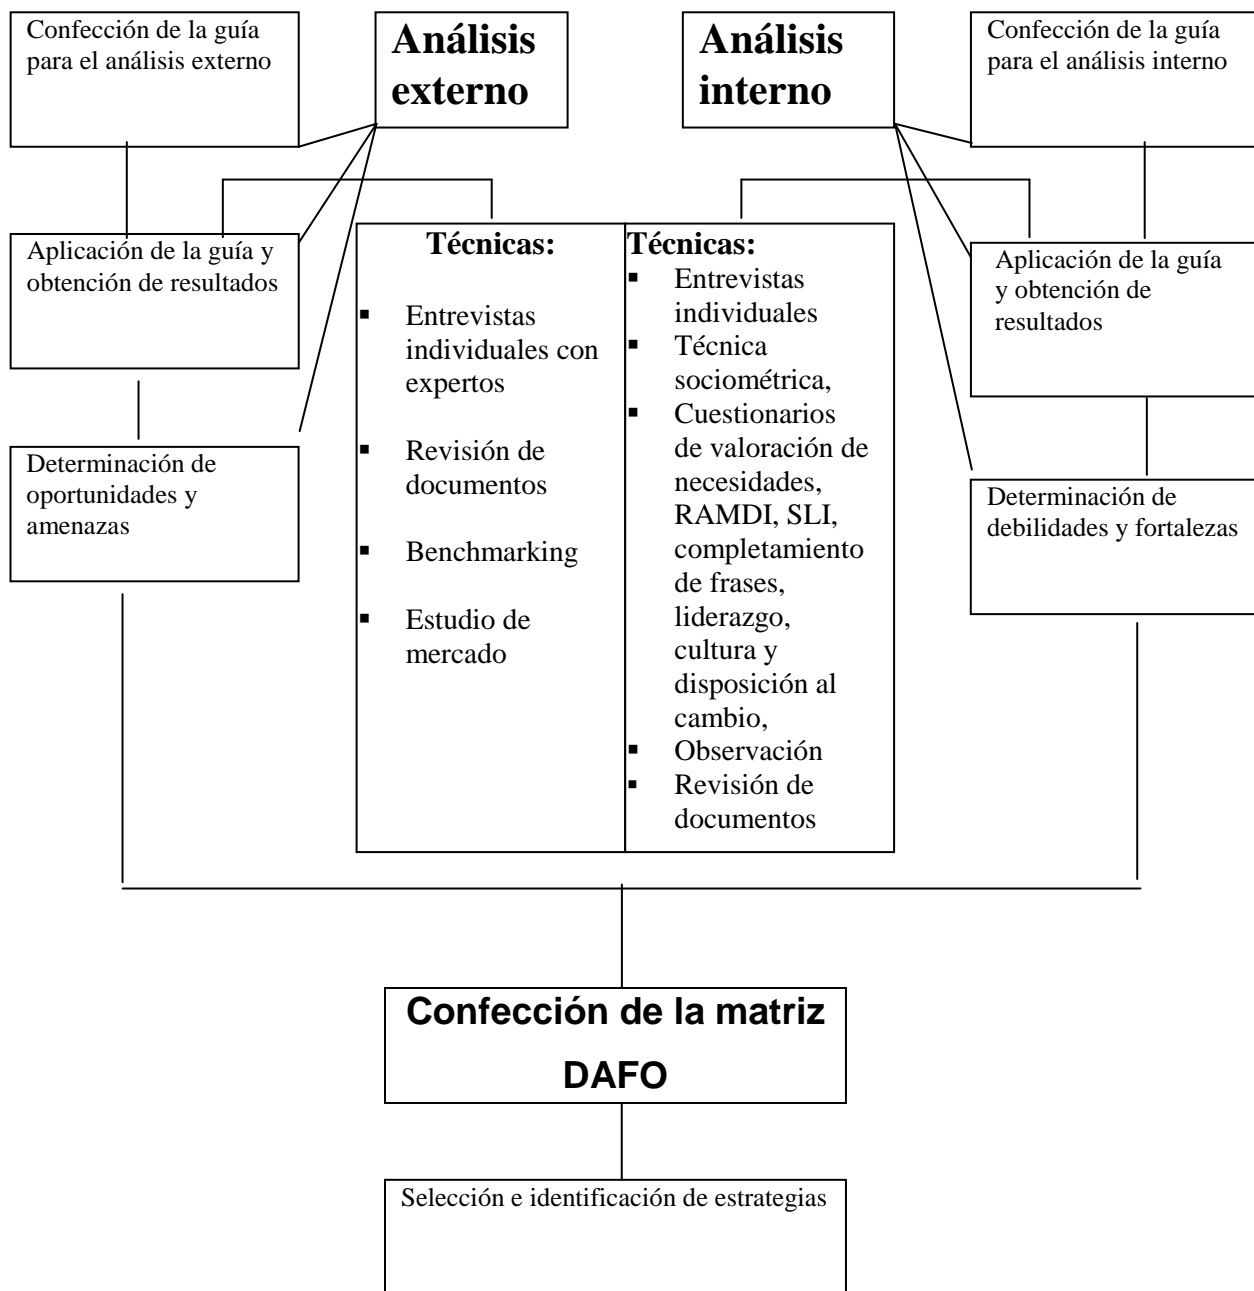 Confección de la guía
para el análisis externo
Análisis
externo
Análisis
interno
Confección de la guía
para el análisis interno
Aplicación de la guía y
obtención de resultados
Determinación de
oportunidades y
amenazas
Técnicas:
▪ Entrevistas
individuales con
expertos
▪ Revisión de
documentos
▪ Benchmarking
▪ Estudio de
mercado
Técnicas:
▪ Entrevistas
individuales
▪ Técnica
sociométrica,
▪ Cuestionarios
de valoración de
necesidades,
RAMDI, SLI,
completamiento
de frases,
liderazgo,
cultura y
disposición al
cambio,
▪ Observación
▪ Revisión de
documentos
Aplicación de la guía
y obtención de
resultados
Determinación de
debilidades y fortalezas
Confección de la matriz
DAFO
Selección e identificación de estrategias